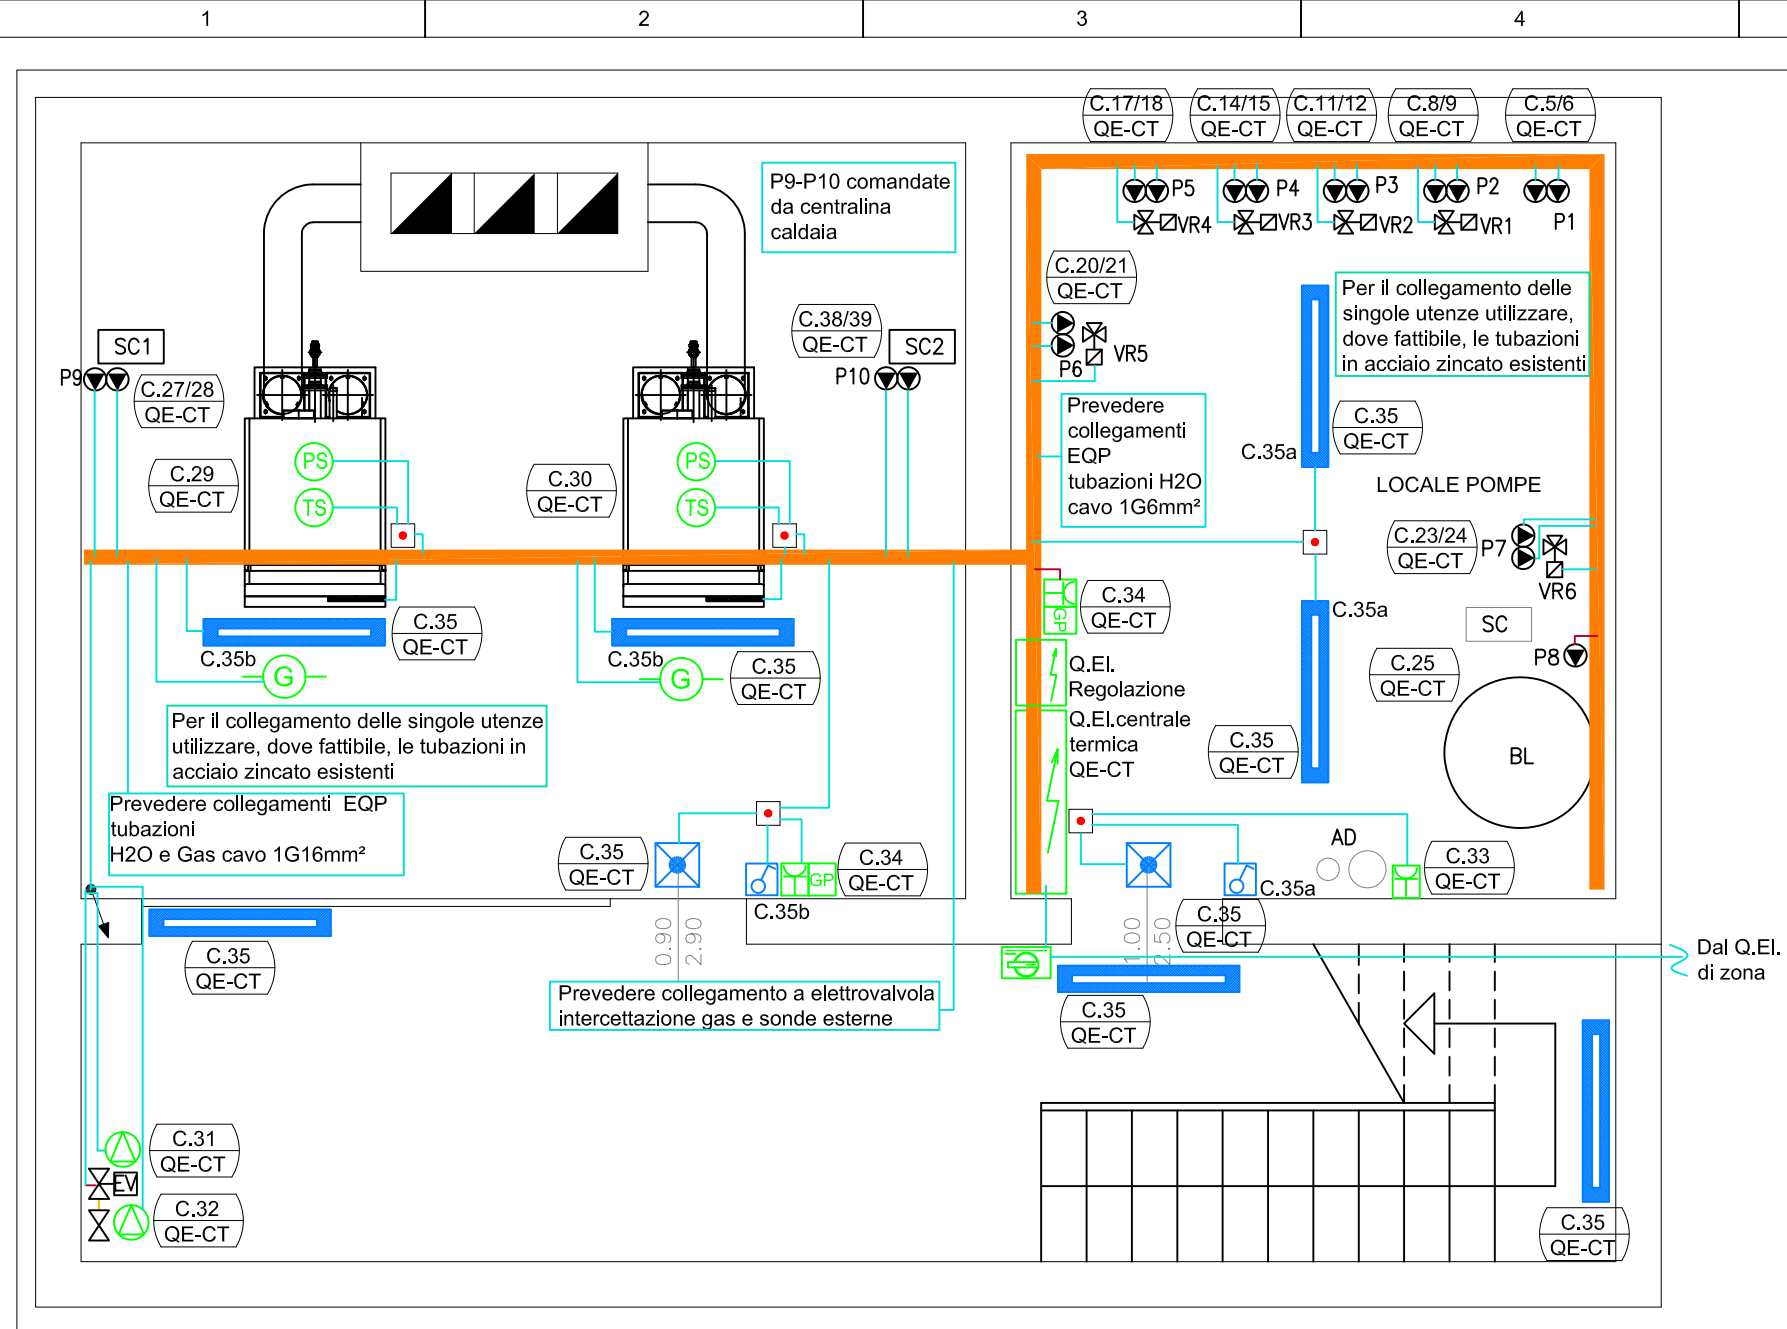 1
2
3
4
C.17/18
QE-CT
C.14/15
QE-CT
C.11/12
QE-CT
C.8/9
QE-CT
C.5/6
QE-CT
P9-P10 comandate
da centralina
caldaia
P5
P4
P3
P2
P1
VR4
VR3
VR2
VR1
C.20/21
QE-CT
Per il collegamento delle
singole utenze utilizzare,
dove fattibile, le tubazioni
in acciaio zincato esistenti
SC1
C.38/39
QE-CT
SC2
VR5
P6
P9
C.27/28
QE-CT
P10
Prevedere
collegamenti
EQP
tubazioni H2O
cavo 1G6mm²
C.35
QE-CT
C.35a
C.29
QE-CT
PS
TS
C.30
QE-CT
PS
TS
LOCALE POMPE
C.23/24
QE-CT
P7
VR6
C.34
QE-CT
GP
C.35a
SC
P8
C.35
QE-CT
C.35b
G
C.35b
G
C.35
QE-CT
Q.El.
Regolazione
C.25
QE-CT
Per il collegamento delle singole utenze
utilizzare, dove fattibile, le tubazioni in
acciaio zincato esistenti
Q.El.centrale
termica
QE-CT
C.35
QE-CT
BL
Prevedere collegamenti EQP
tubazioni
H2O e Gas cavo 1G16mm²
C.35
QE-CT
GP
C.34
QE-CT
C.35b
AD
C.33
QE-CT
C.35a
C.35
QE-CT
0.90
2.90
1.00
2.50
C.35
QE-CT
Dal Q.El.
di zona
Prevedere collegamento a elettrovalvola
intercettazione gas e sonde esterne
C.35
QE-CT
C.31
QE-CT
EV
C.32
QE-CT
C.35
QE-CT